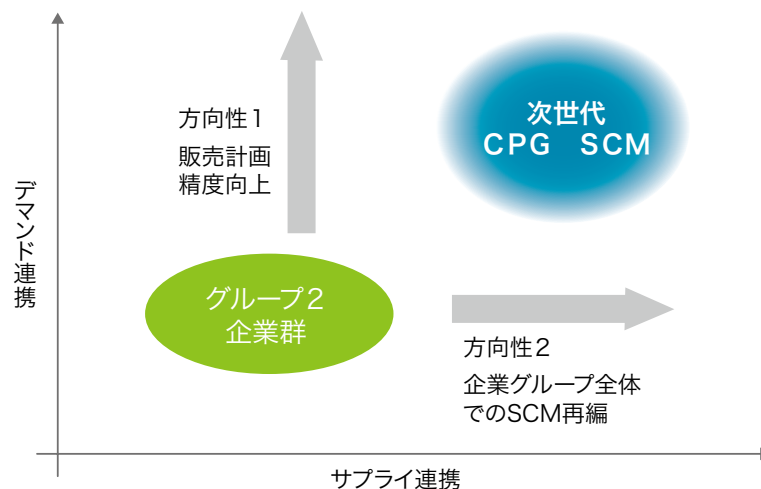 次世代
CPG SCM
方向性1
販売計画
精度向上
デマンド連携
グループ2
企業群
方向性2
企業グループ全体
でのSCM再編
サプライ連携